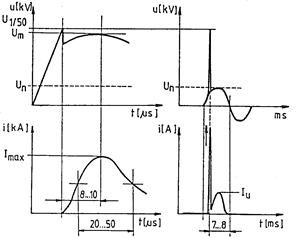 u[kV]
U1/50
Um
Un
t[µs]
u[kV]
Un
ms
i[kA]
Imax
8...10
20...50
t[µs]
i[A]
Iu
7...8
t[ms]